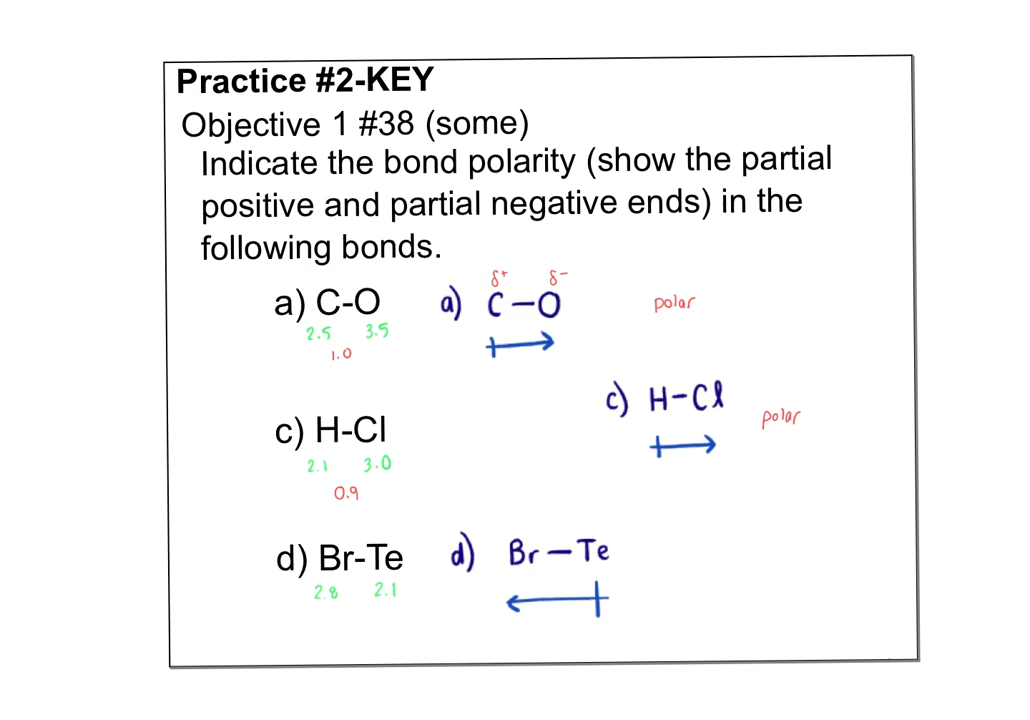 Practice #2-KEY
Objective 1 #38 (some)
Indicate the bond polarity (show the partial
positive and partial negative ends) in the
following bonds.
δ+ δ-
a) C-O a) C-O polar
2.5 3.5
1.0
c) H-Cl polar
c) H-Cl
2.1 3.0
0.9
d) Br-Te d) Br-Te
2.8 2.1